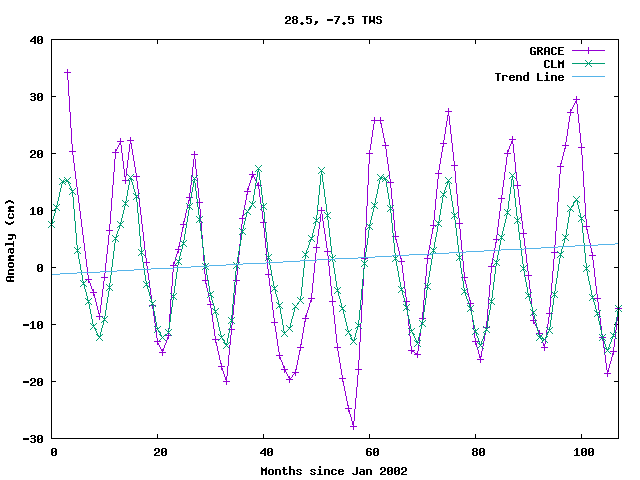 28.5, -7.5 TWS
GRACE
CLM
Trend Line
Anomaly (cm)
40
30
20
10
0
-10
-20
-30
0 20 40 60 80 100
Months since Jan 2002